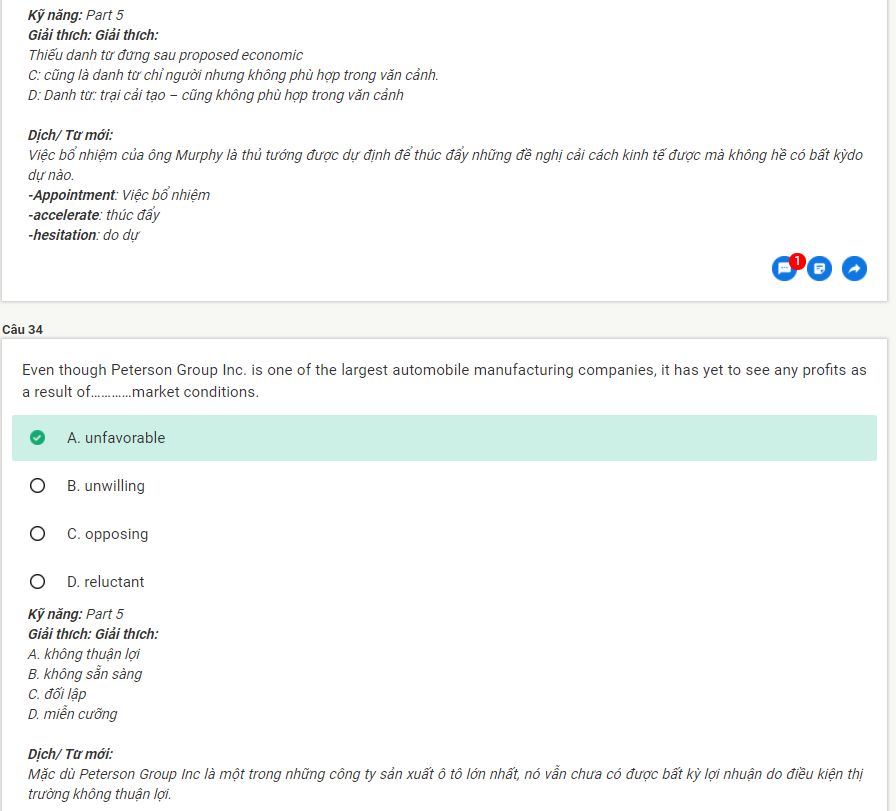 Kỹ năng: Part 5
Giải thích: Giải thích:
Thiếu danh từ đứng sau proposed economic
C: cũng là danh từ chỉ người nhưng không phù hợp trong văn cảnh.
D: Danh từ: trại cải tạo – cũng không phù hợp trong văn cảnh
Dịch/ Từ mới:
Việc bổ nhiệm của ông Murphy là thủ tướng được dự định để thúc đẩy những đề nghị cải cách kinh tế được mà không hề có bất kỳdo
dự nào.
-Appointment: Việc bổ nhiệm
-accelerate: thúc đẩy
-hesitation: do dự
1
Câu 34
Even though Peterson Group Inc. is one of the largest automobile manufacturing companies, it has yet to see any profits as
a result of............market conditions.
A. unfavorable
B. unwilling
C. opposing
D. reluctant
Kỹ năng: Part 5
Giải thích: Giải thích:
A. không thuận lợi
B. không sẵn sàng
C. đối lập
D. miễn cưỡng
Dịch/ Từ mới:
Mặc dù Peterson Group Inc là một trong những công ty sản xuất ô tô lớn nhất, nó vẫn chưa có được bất kỳ lợi nhuận do điều kiện thị
trường không thuận lợi.